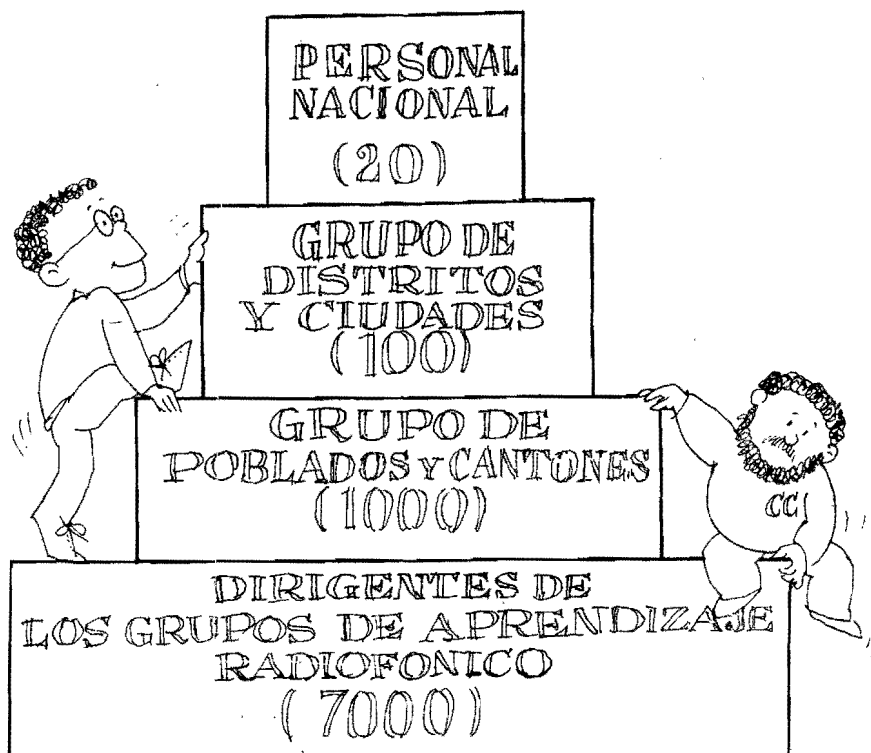 PERSONAL
NACIONAL
(20)
GRUPO DE
DISTRITOS
Y CIUDADES
(100)
GRUPO DE
POBLADOS Y CANTONES
(1000)
CC
DIRIGENTES DE
LOS GRUPOS DE APRENDIZAJE
RADIOFONICO
(7000)